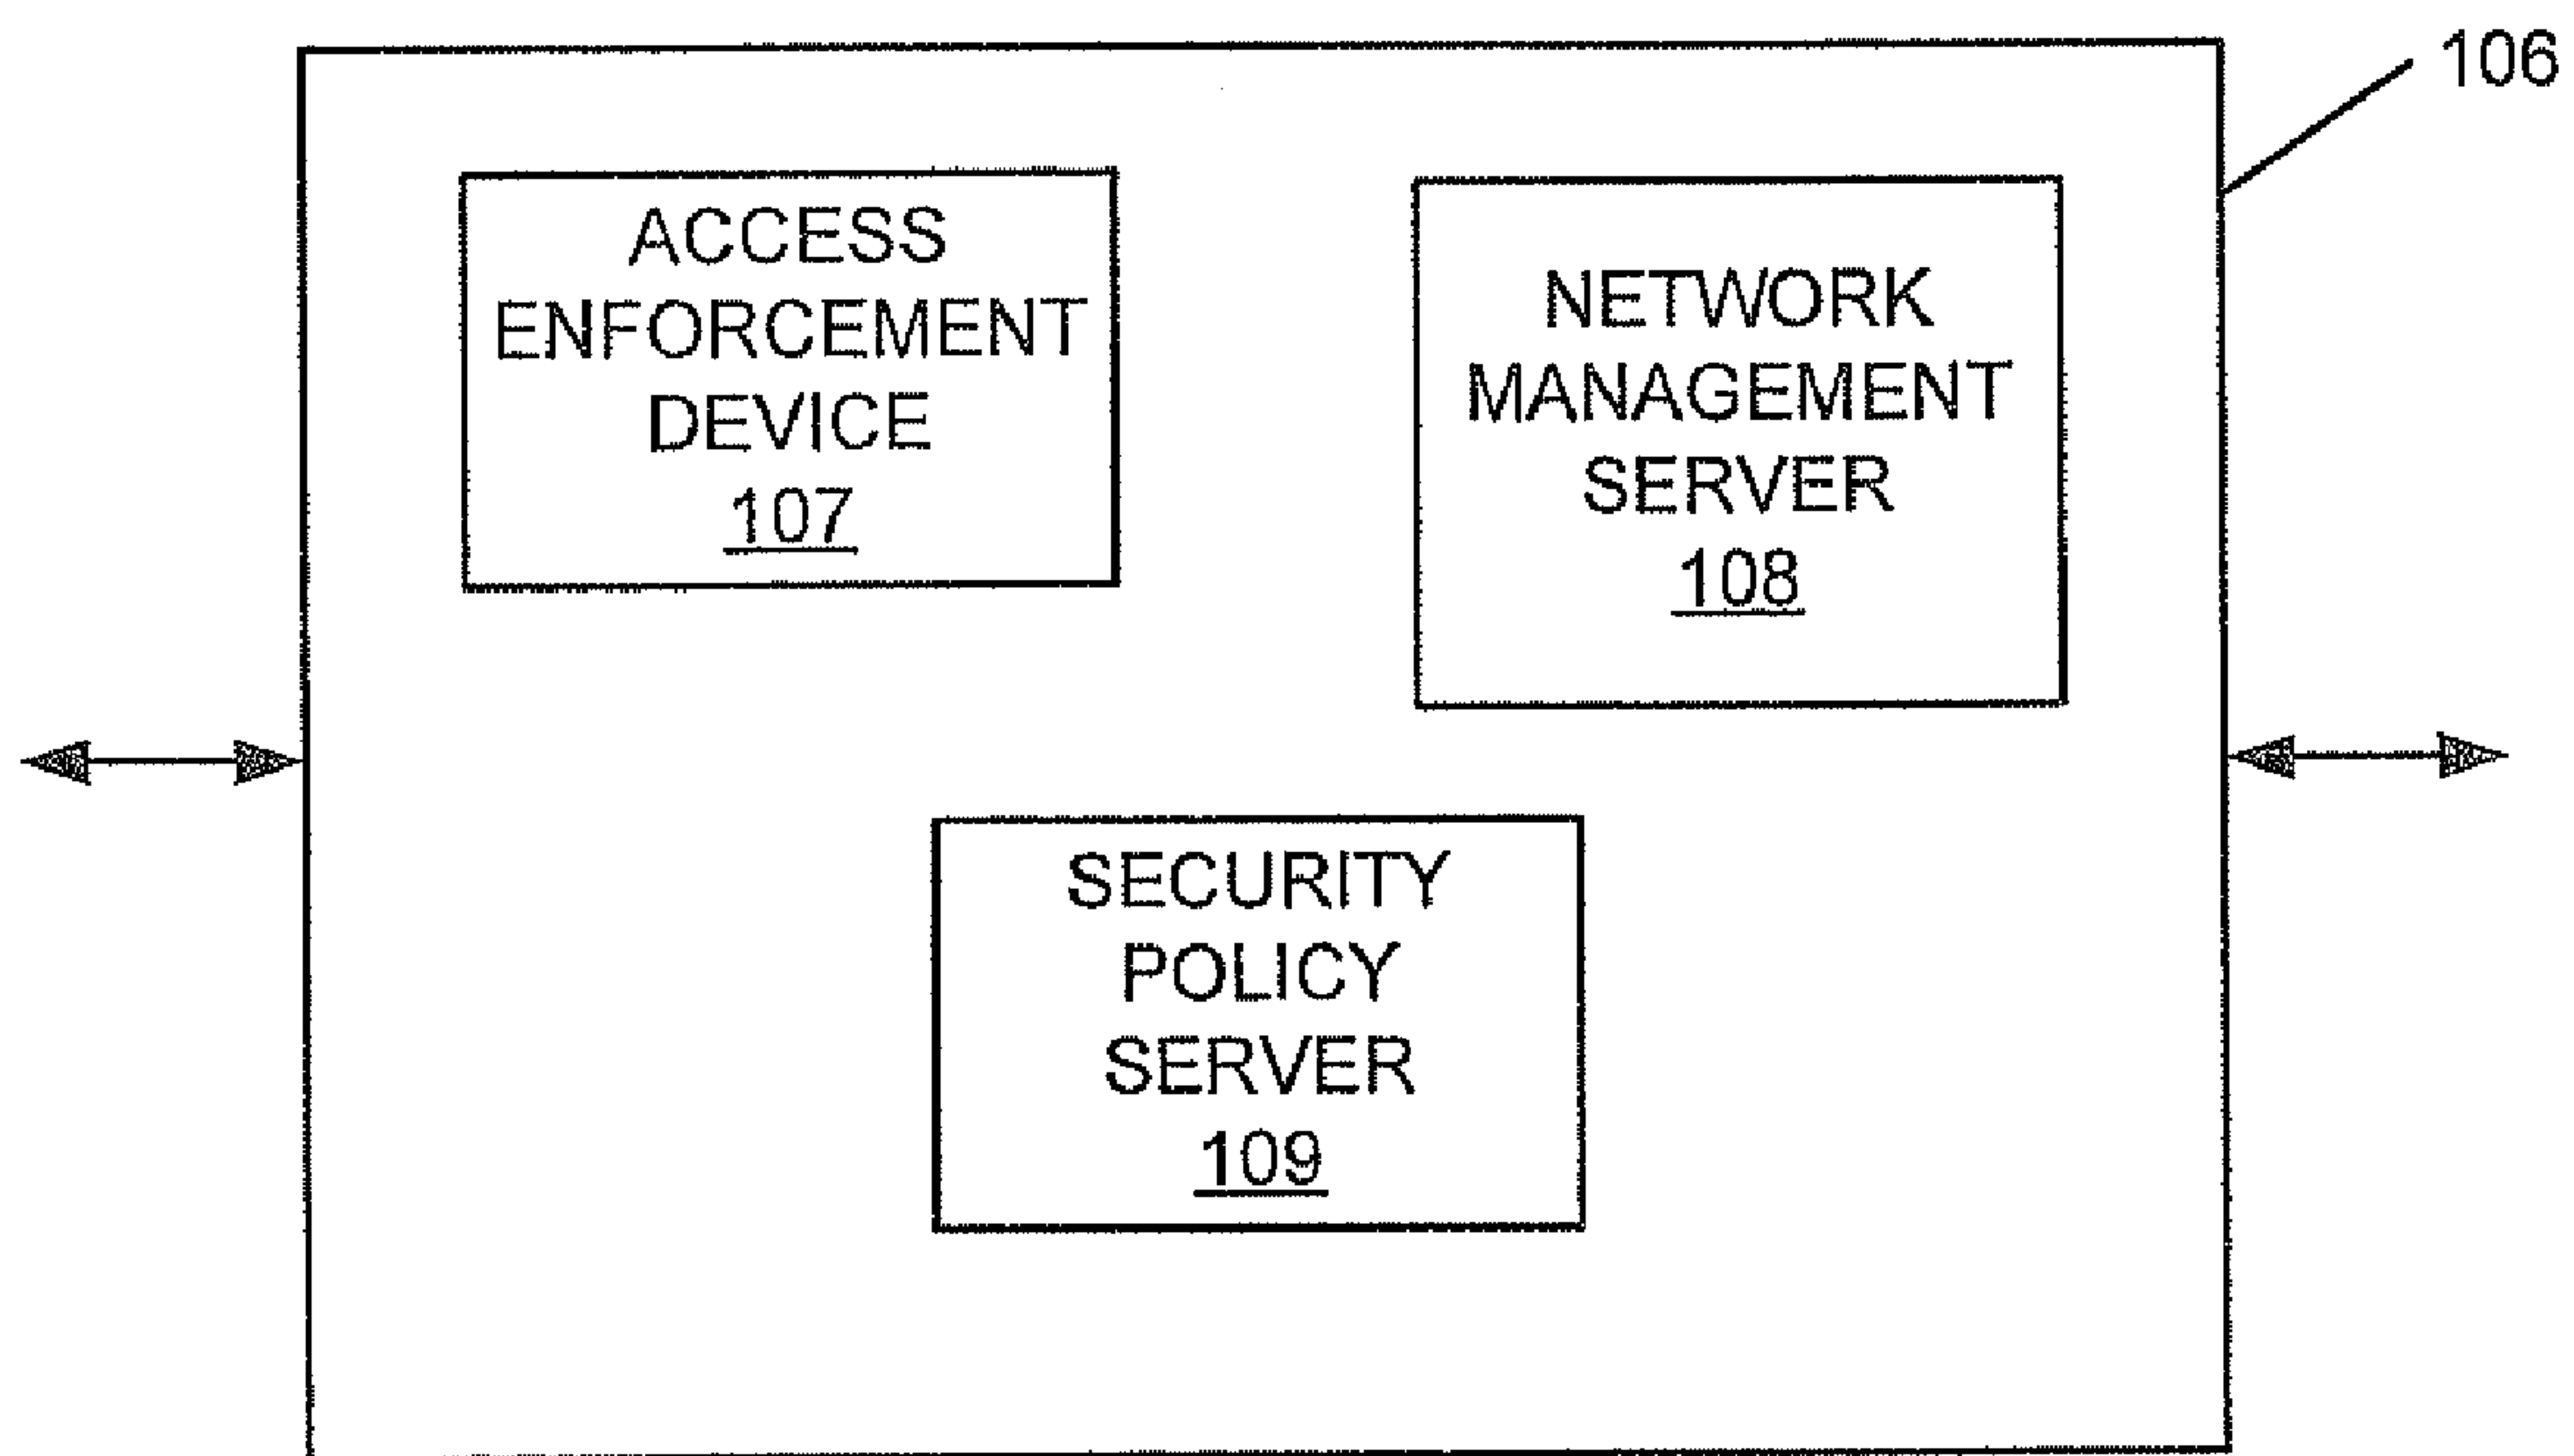 106
ACCESS
ENFORCEMENT
DEVICE
107
NETWORK
MANAGEMENT
SERVER
108
SECURITY
POLICY
SERVER
109